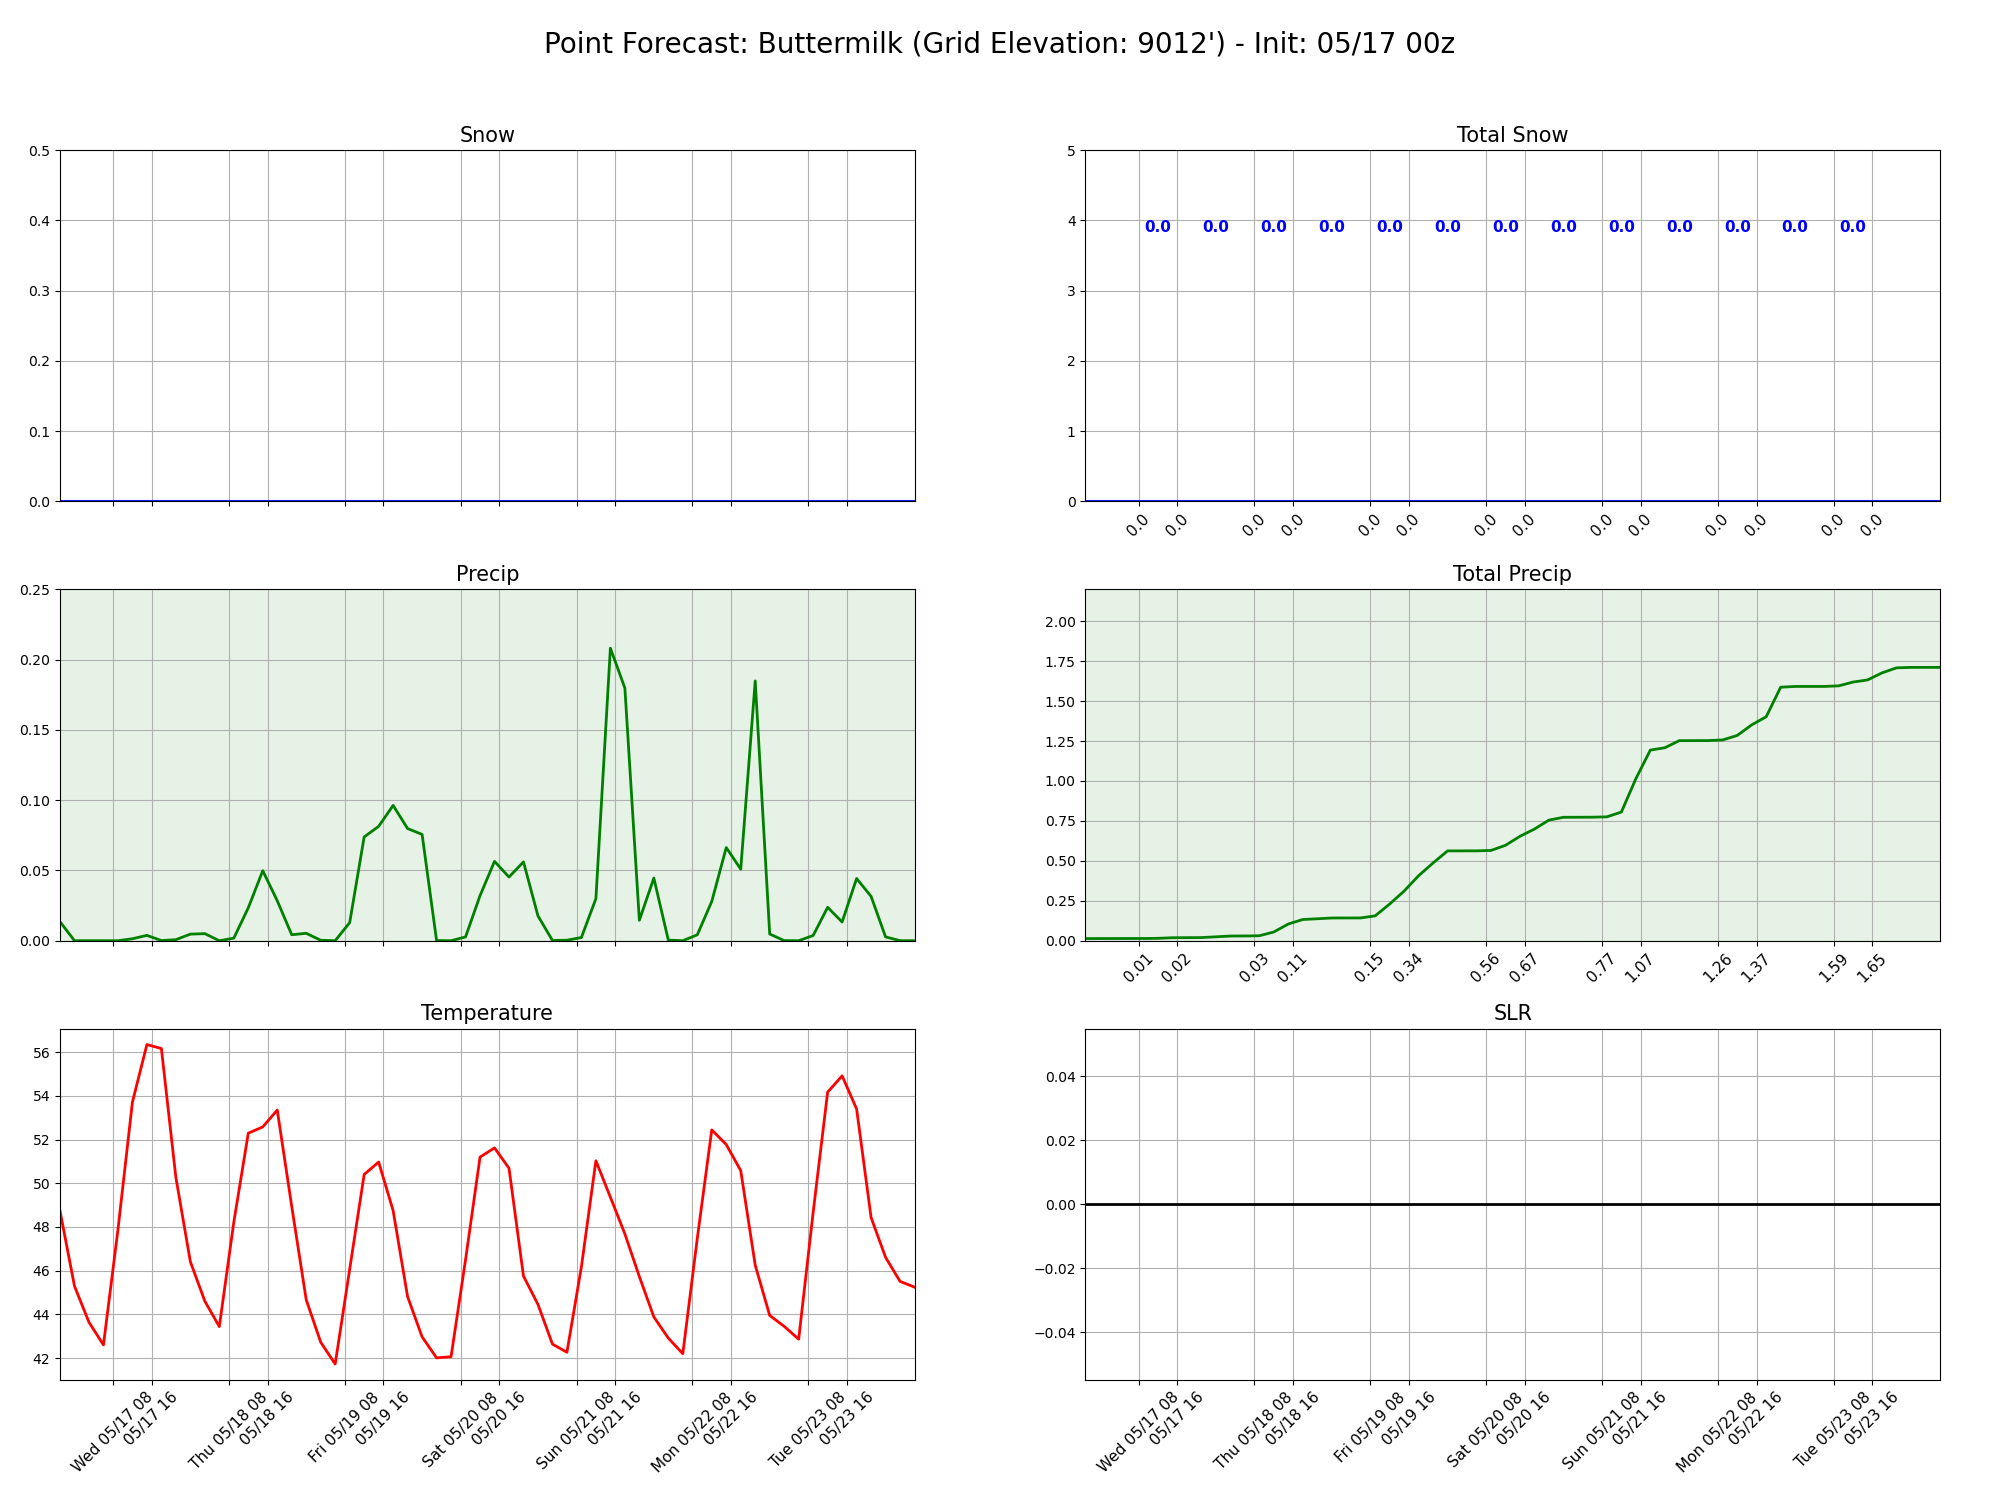 Point Forecast: Buttermilk (Grid Elevation: 9012') - Init: 05/17 00z
Snow
0.5
0.4
0.3
0.2
0.1
0.0
Total Snow
5
4
3
2
1
0
0.0 0.0 0.0 0.0 0.0 0.0 0.0 0.0 0.0 0.0 0.0 0.0 0.0
0.0 0.0 0.0 0.0 0.0 0.0 0.0 0.0 0.0 0.0 0.0 0.0 0.0 0.0
Precip
0.25
0.20
0.15
0.10
0.05
0.00
Total Precip
2.00
1.75
1.50
1.25
1.00
0.75
0.50
0.25
0.00
0.01 0.02 0.03 0.11 0.15 0.34 0.56 0.67 0.77 1.07 1.26 1.37 1.59 1.65
Temperature
56
54
52
50
48
46
44
42
Wed 05/17 08
05/17 16
Thu 05/18 08
05/18 16
Fri 05/19 08
05/19 16
Sat 05/20 08
05/20 16
Sun 05/21 08
05/21 16
Mon 05/22 08
05/22 16
Tue 05/23 08
05/23 16
SLR
0.04
0.02
0.00
−0.02
−0.04
Wed 05/17 08
05/17 16
Thu 05/18 08
05/18 16
Fri 05/19 08
05/19 16
Sat 05/20 08
05/20 16
Sun 05/21 08
05/21 16
Mon 05/22 08
05/22 16
Tue 05/23 08
05/23 16